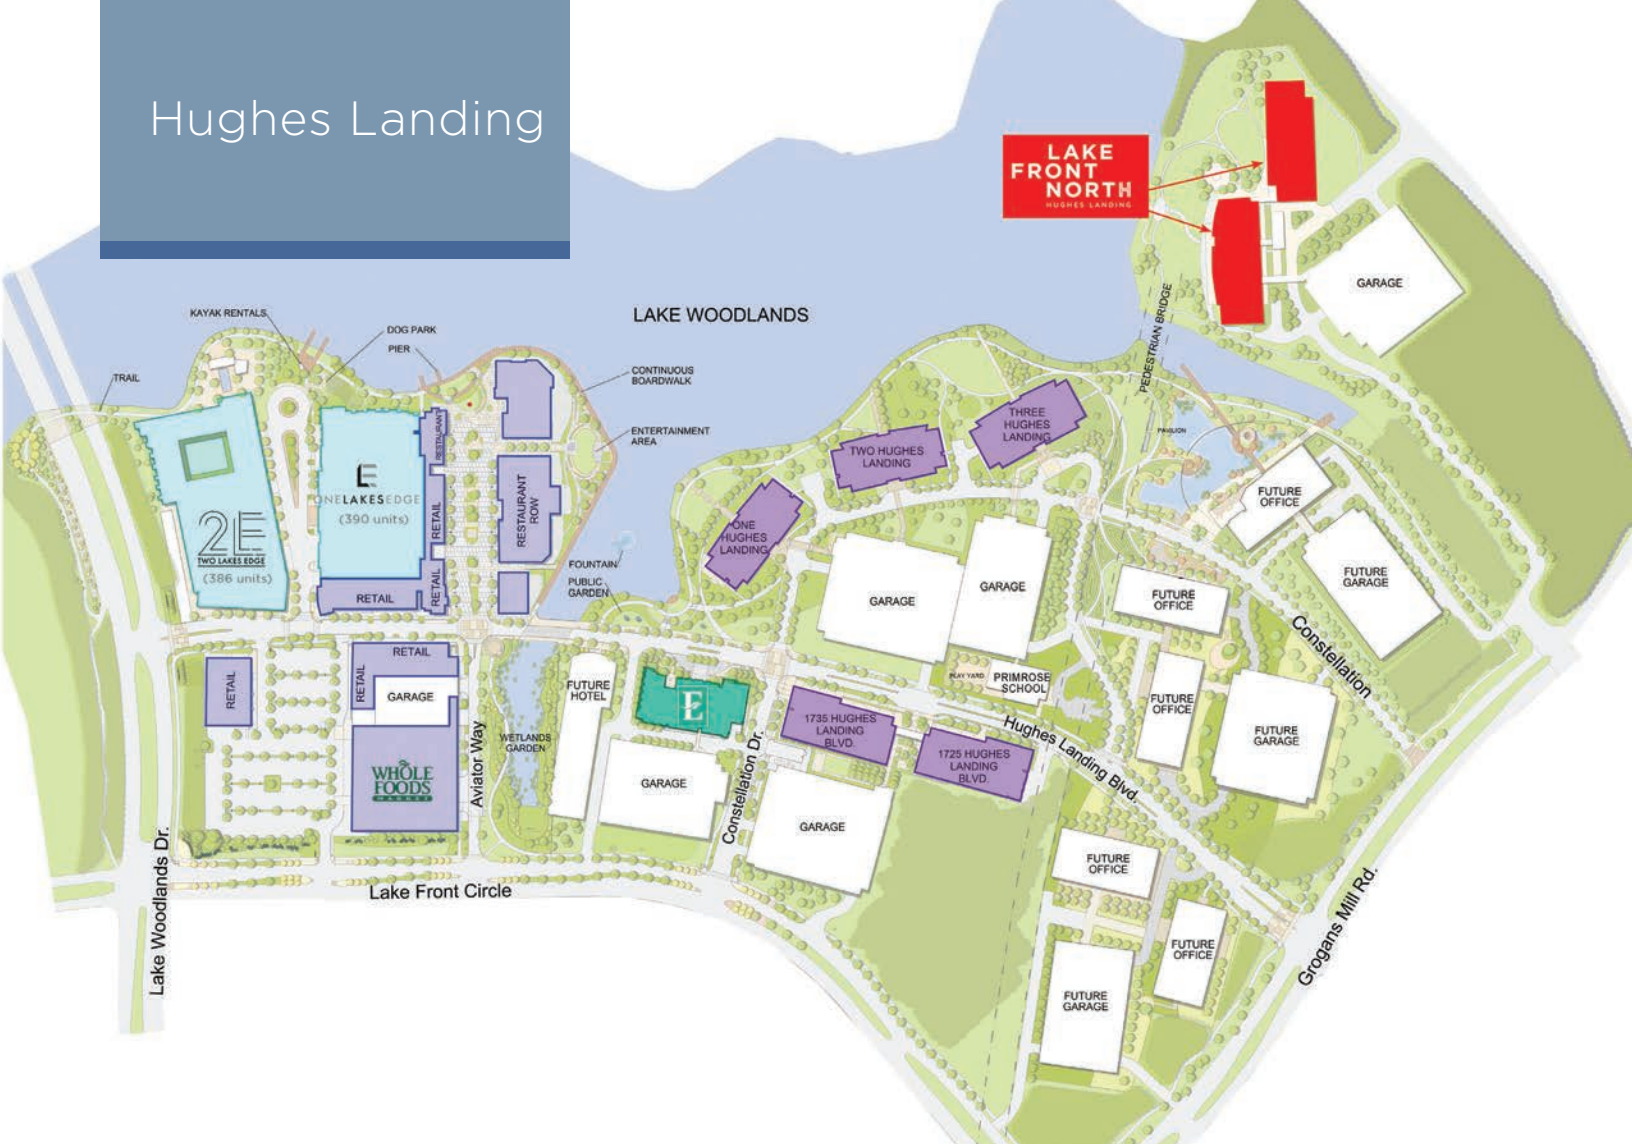 Hughes Landing
LAKE
FRONT
NORTH
HUGHES LANDING
GARAGE
PEDESTRIAN BRIDGE
LAKE WOODLANDS
KAYAK RENTALS
DOG PARK
PIER
TRAIL
CONTINUOUS
BOARDWALK
ENTERTAINMENT
AREA
RESTAURANT
THREE
HUGHES
LANDING
TWO HUGHES
LANDING
ONE
HUGHES
LANDING
PAVILION
FUTURE
OFFICE
FUTURE
GARAGE
LE
ONELAKESEDGE
(390 units)
2E
TWO LAKES EDGE
(386 units)
RETAIL
RETAIL
RETAIL
RESTAURANT
ROW
FOUNTAIN
PUBLIC
GARDEN
GARAGE
GARAGE
FUTURE
OFFICE
Constellation
RETAIL
RETAIL
RETAIL
GARAGE
WHOLE
FOODS
MARKET
Aviator Way
WETLANDS
GARDEN
FUTURE
HOTEL
E
GARAGE
Constellation Dr.
1735 HUGHES
LANDING
BLVD.
1725 HUGHES
LANDING
BLVD.
GARAGE
PLAY YARD
PRIMROSE
SCHOOL
Hughes Landing Blvd.
FUTURE
OFFICE
FUTURE
GARAGE
FUTURE
OFFICE
FUTURE
OFFICE
FUTURE
GARAGE
Lake Woodlands Dr.
Lake Front Circle
Grogans Mill Rd.